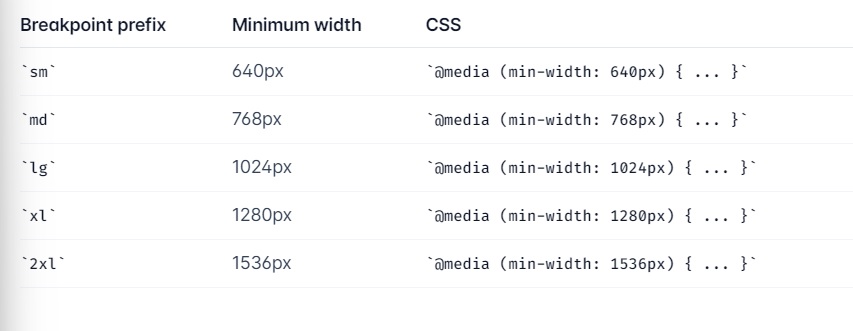 Breakpoint prefix Minimum width CSS
`sm` 640px `@media (min-width: 640px) { ... }`
`md` 768px `@media (min-width: 768px) { ... }`
`lg` 1024px `@media (min-width: 1024px) { ... }`
`xl` 1280px `@media (min-width: 1280px) { ... }`
`2xl` 1536px `@media (min-width: 1536px) { ... }`